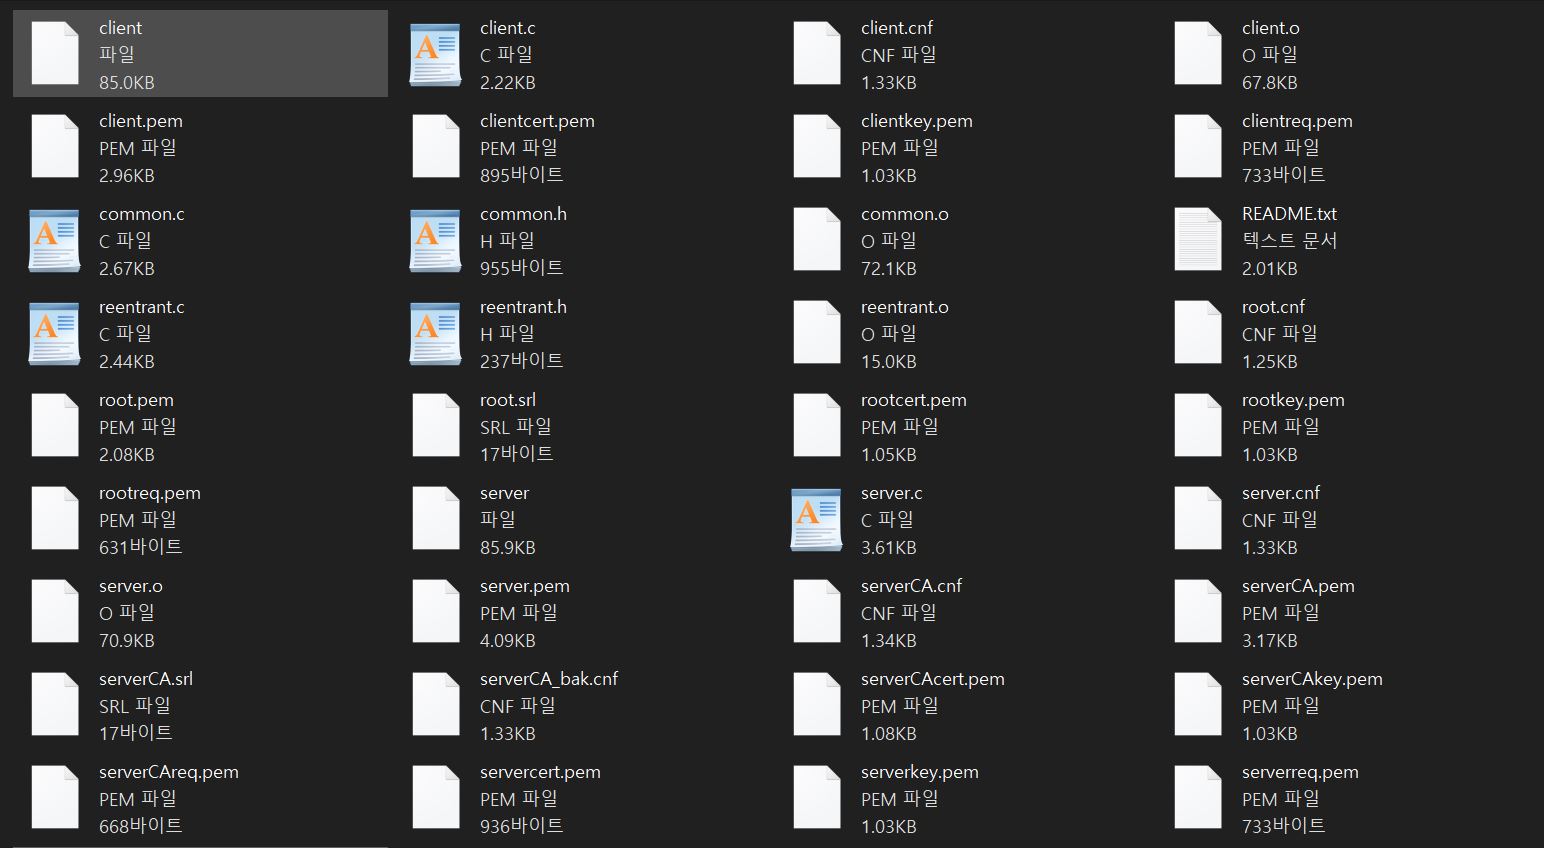 client
파일
85.0KB
client.c
C 파일
2.22KB
client.cnf
CNF 파일
1.33KB
client.o
O 파일
67.8KB
client.pem
PEM 파일
2.96KB
clientcert.pem
PEM 파일
895바이트
clientkey.pem
PEM 파일
1.03KB
clientreq.pem
PEM 파일
733바이트
common.c
C 파일
2.67KB
common.h
H 파일
955바이트
common.o
O 파일
72.1KB
README.txt
텍스트 문서
2.01KB
reentrant.c
C 파일
2.44KB
reentrant.h
H 파일
237바이트
reentrant.o
O 파일
15.0KB
root.cnf
CNF 파일
1.25KB
root.pem
PEM 파일
2.08KB
root.srl
SRL 파일
17바이트
rootcert.pem
PEM 파일
1.05KB
rootkey.pem
PEM 파일
1.03KB
rootreq.pem
PEM 파일
631바이트
server
파일
85.9KB
server.c
C 파일
3.61KB
server.cnf
CNF 파일
1.33KB
server.o
O 파일
70.9KB
server.pem
PEM 파일
4.09KB
serverCA.cnf
CNF 파일
1.34KB
serverCA.pem
PEM 파일
3.17KB
serverCA.srl
SRL 파일
17바이트
serverCA_bak.cnf
CNF 파일
1.33KB
serverCAcert.pem
PEM 파일
1.08KB
serverCAkey.pem
PEM 파일
1.03KB
serverCAreq.pem
PEM 파일
668바이트
servercert.pem
PEM 파일
936바이트
serverkey.pem
PEM 파일
1.03KB
serverreq.pem
PEM 파일
733바이트